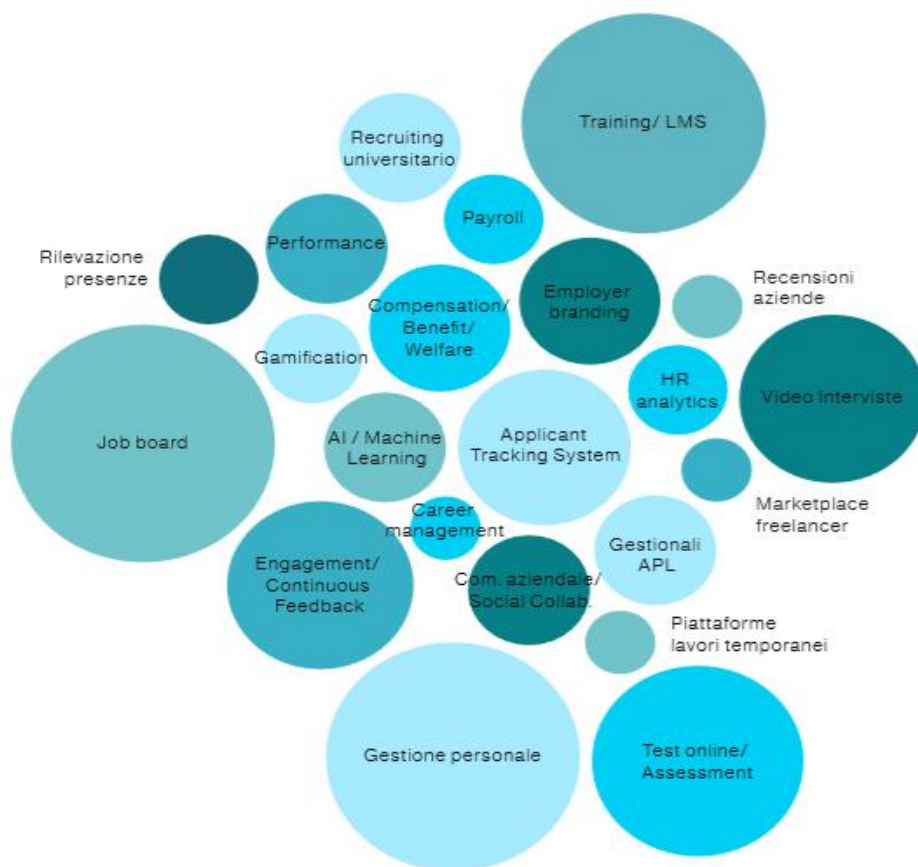 Training/ LMS
Recruiting
universitario
Payroll
Performance
Rilevazione
presenze
Compensation/
Benefit/
Welfare
Employer
branding
Recensioni
aziende
Gamification
HR
analytics
Video Interviste
Job board
AI / Machine
Learning
Applicant
Tracking System
Marketplace
freelancer
Career
management
Gestionali
APL
Engagement/
Continuous
Feedback
Com. aziendale/
Social Collab.
Piattaforme
lavori temporanei
Gestione personale
Test online/
Assessment